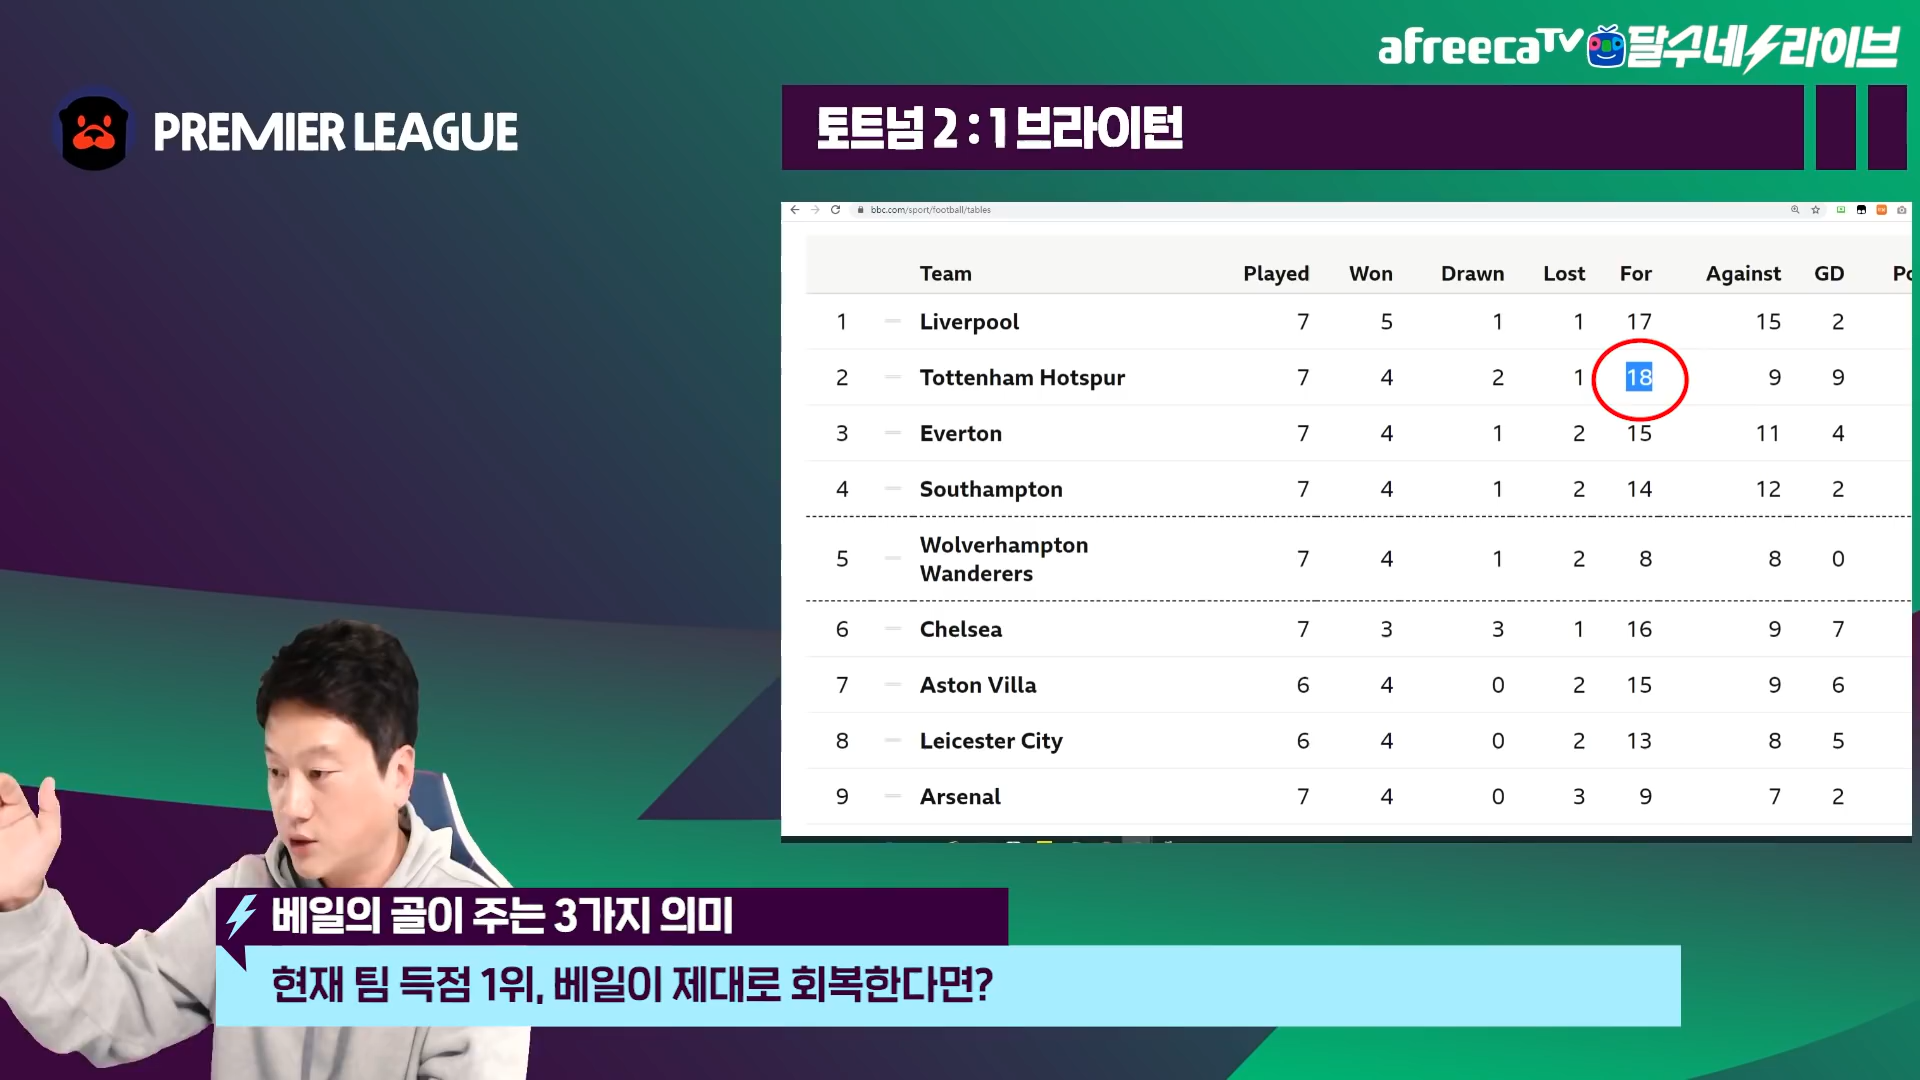 afreecaTV 달수네라이브
PREMIER LEAGUE
토트넘 2 : 1 브라이턴
bbc.com/sport/football/tables
Team Played Won Drawn Lost For Against GD
1 Liverpool 7 5 1 1 17 15 2
2 Tottenham Hotspur 7 4 2 1 18 9 9
3 Everton 7 4 1 2 15 11 4
4 Southampton 7 4 1 2 14 12 2
5 Wolverhampton Wanderers 7 4 1 2 8 8 0
6 Chelsea 7 3 3 1 16 9 7
7 Aston Villa 6 4 0 2 15 9 6
8 Leicester City 6 4 0 2 13 8 5
9 Arsenal 7 4 0 3 9 7 2
베일의 골이 주는 3가지 의미
현재 팀 득점 1위, 베일이 제대로 회복한다면?